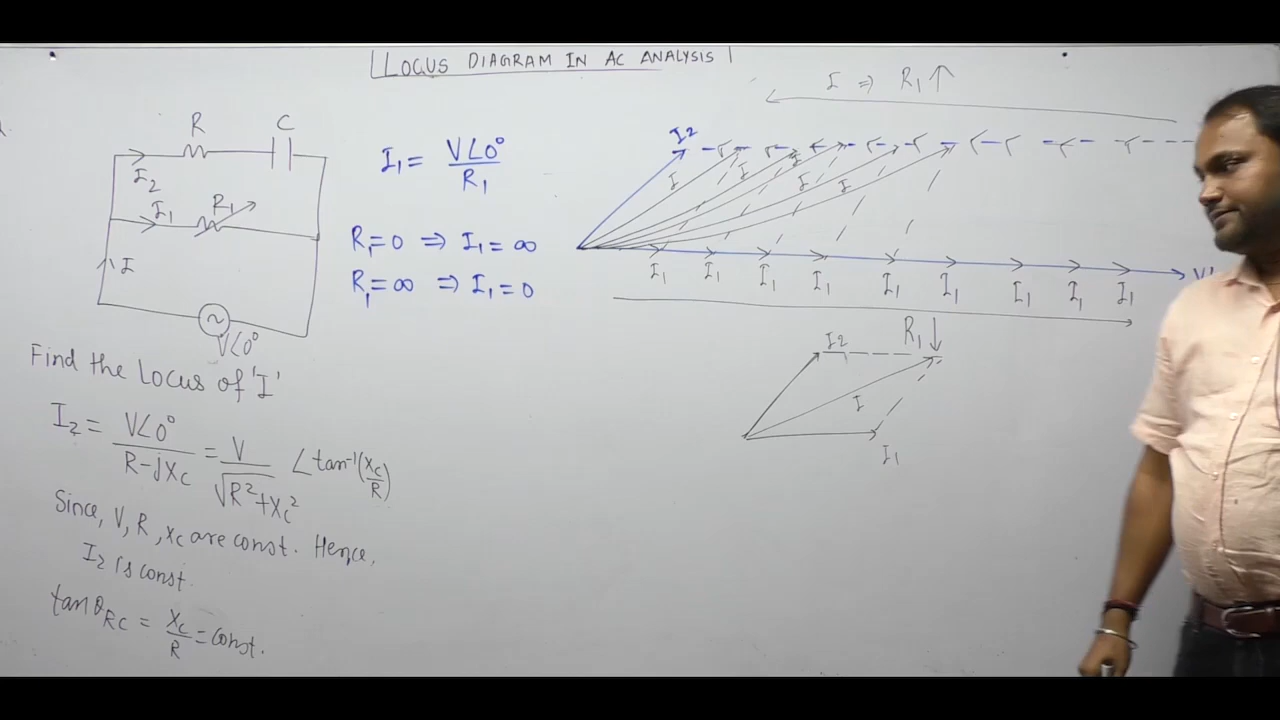 LOCUS DIAGRAM IN AC ANALYSIS
R C
I₂
I₁ R₁
I
V∠0°
I₁ = V∠0° / R₁
R₁=0 ⇒ I₁=∞
R₁=∞ ⇒ I₁=0
Find the Locus of 'I'
I₂ = V∠0° / R-jXc = V / √R²+Xc² ∠tan⁻¹(Xc/R)
Since, V, R, Xc are const. Hence,
I₂ is const.
tanθRC = Xc/R = const.
I ⇒ R₁↑
I₂
I I I I I
I₁ I₁ I₁ I₁ I₁ I₁ I₁ I₁ I₁
V
R₁↓
I₂
I
I₁